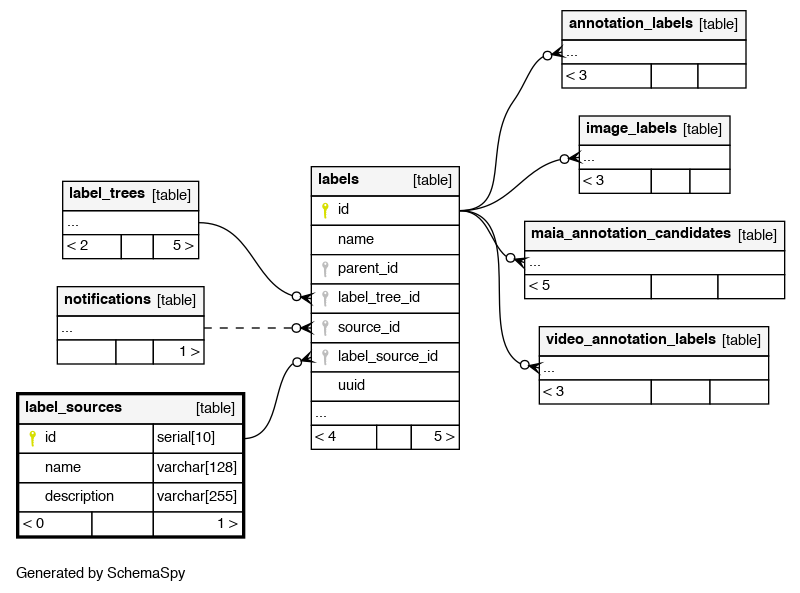 annotation_labels [table]
...
< 3
image_labels [table]
...
< 3
labels [table]
id
name
parent_id
label_tree_id
source_id
label_source_id
uuid
...
< 4 5 >
label_trees [table]
...
< 2 5 >
maia_annotation_candidates [table]
...
< 5
notifications [table]
...
1 >
video_annotation_labels [table]
...
< 3
label_sources [table]
id serial[10]
name varchar[128]
description varchar[255]
< 0 1 >
Generated by SchemaSpy